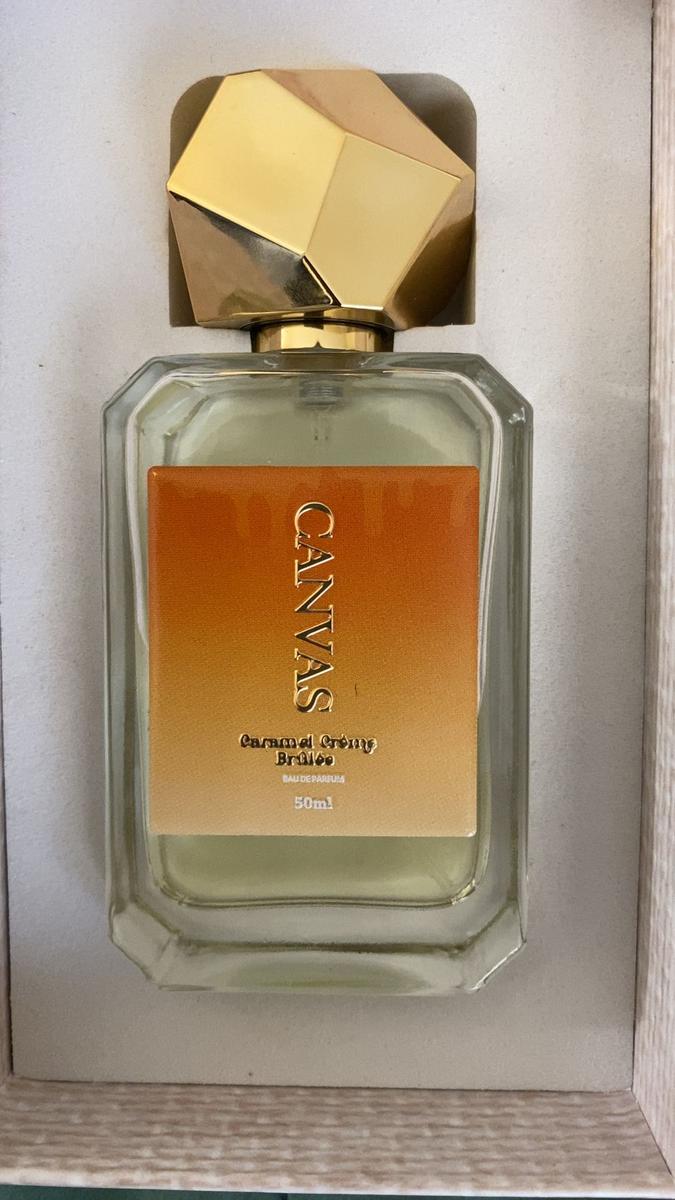 CANVAS
Caramel Crème
Brûlée
EAU DE PARFUM
50ml